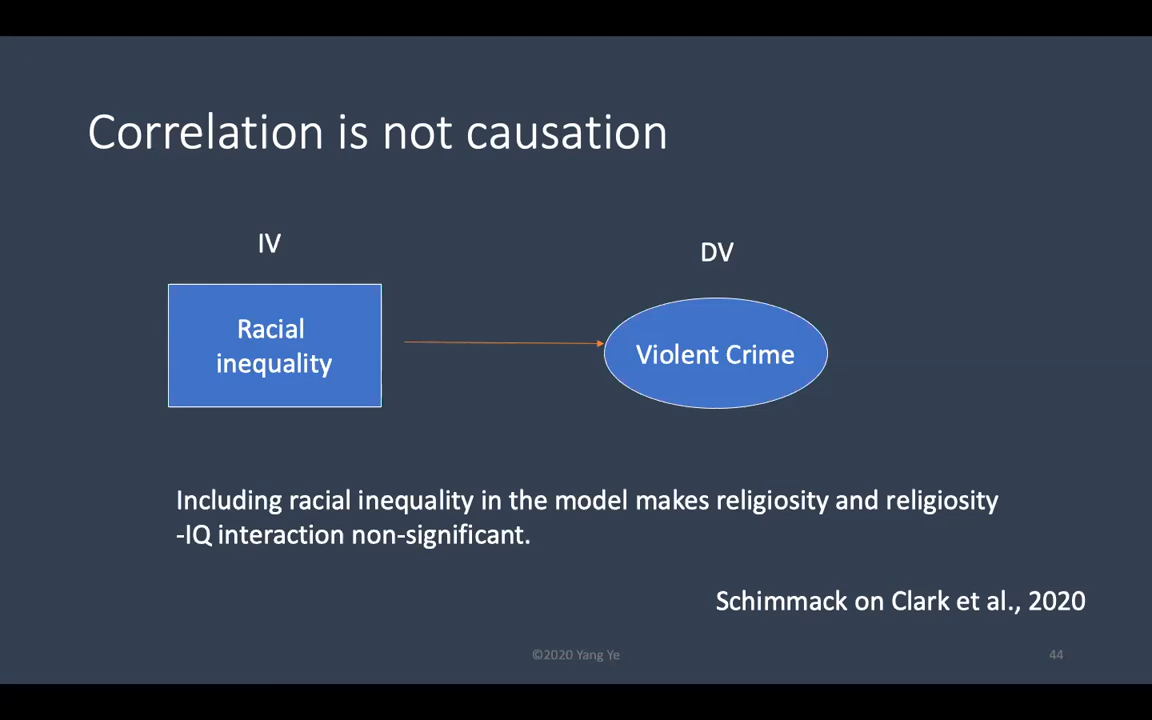 Correlation is not causation
IV
DV
Racial
inequality
Violent Crime
Including racial inequality in the model makes religiosity and religiosity
-IQ interaction non-significant.
Schimmack on Clark et al., 2020
©2020 Yang Ye
44